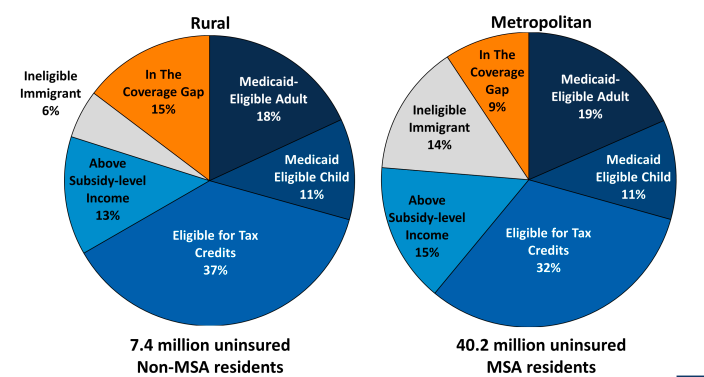 Rural
In The
Coverage Gap
15%
Medicaid-
Eligible Adult
18%
Ineligible
Immigrant
6%
Medicaid
Eligible Child
11%
Above
Subsidy-level
Income
13%
Eligible for Tax
Credits
37%
7.4 million uninsured
Non-MSA residents
Metropolitan
In The
Coverage
Gap
9%
Medicaid-
Eligible Adult
19%
Ineligible
Immigrant
14%
Medicaid
Eligible Child
11%
Above
Subsidy-level
Income
15%
Eligible for Tax
Credits
32%
40.2 million uninsured
MSA residents